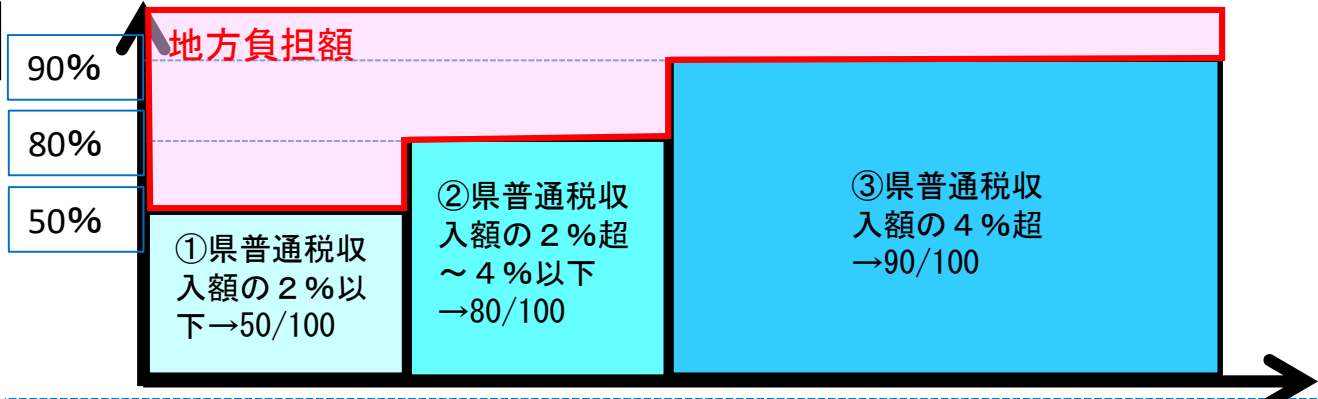 地方負担額
90%
80%
50%
①県普通税収
入額の２%以
下→50/100
②県普通税収
入額の２%超
～４%以下
→80/100
③県普通税収
入額の４%超
→90/100